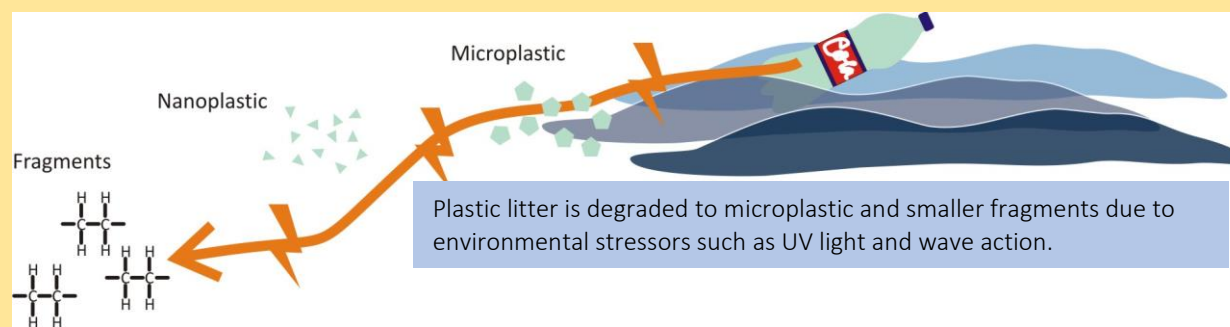 Cola
Microplastic
Nanoplastic
Fragments
H H
C C
H H
H H
C C
H H
H H
C C
H H
Plastic litter is degraded to microplastic and smaller fragments due to
environmental stressors such as UV light and wave action.